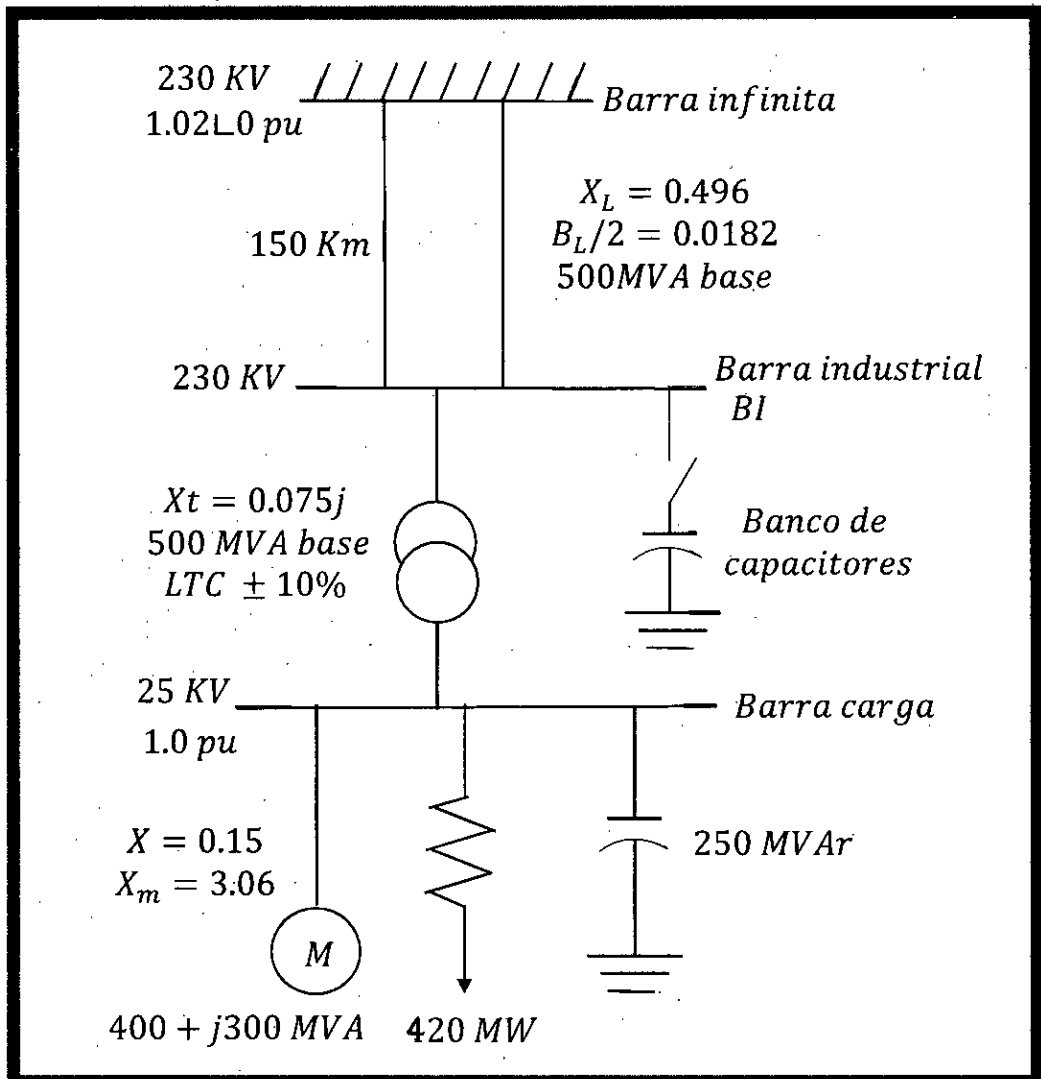 230 KV
1.02∟0 pu
Barra infinita
150 Km
X_L = 0.496
B_L/2 = 0.0182
500MVA base
230 KV
Barra industrial
BI
Xt = 0.075j
500 MVA base
LTC ± 10%
Banco de
capacitores
25 KV
1.0 pu
Barra carga
X = 0.15
X_m = 3.06
250 MVAr
M
400 + j300 MVA
420 MW